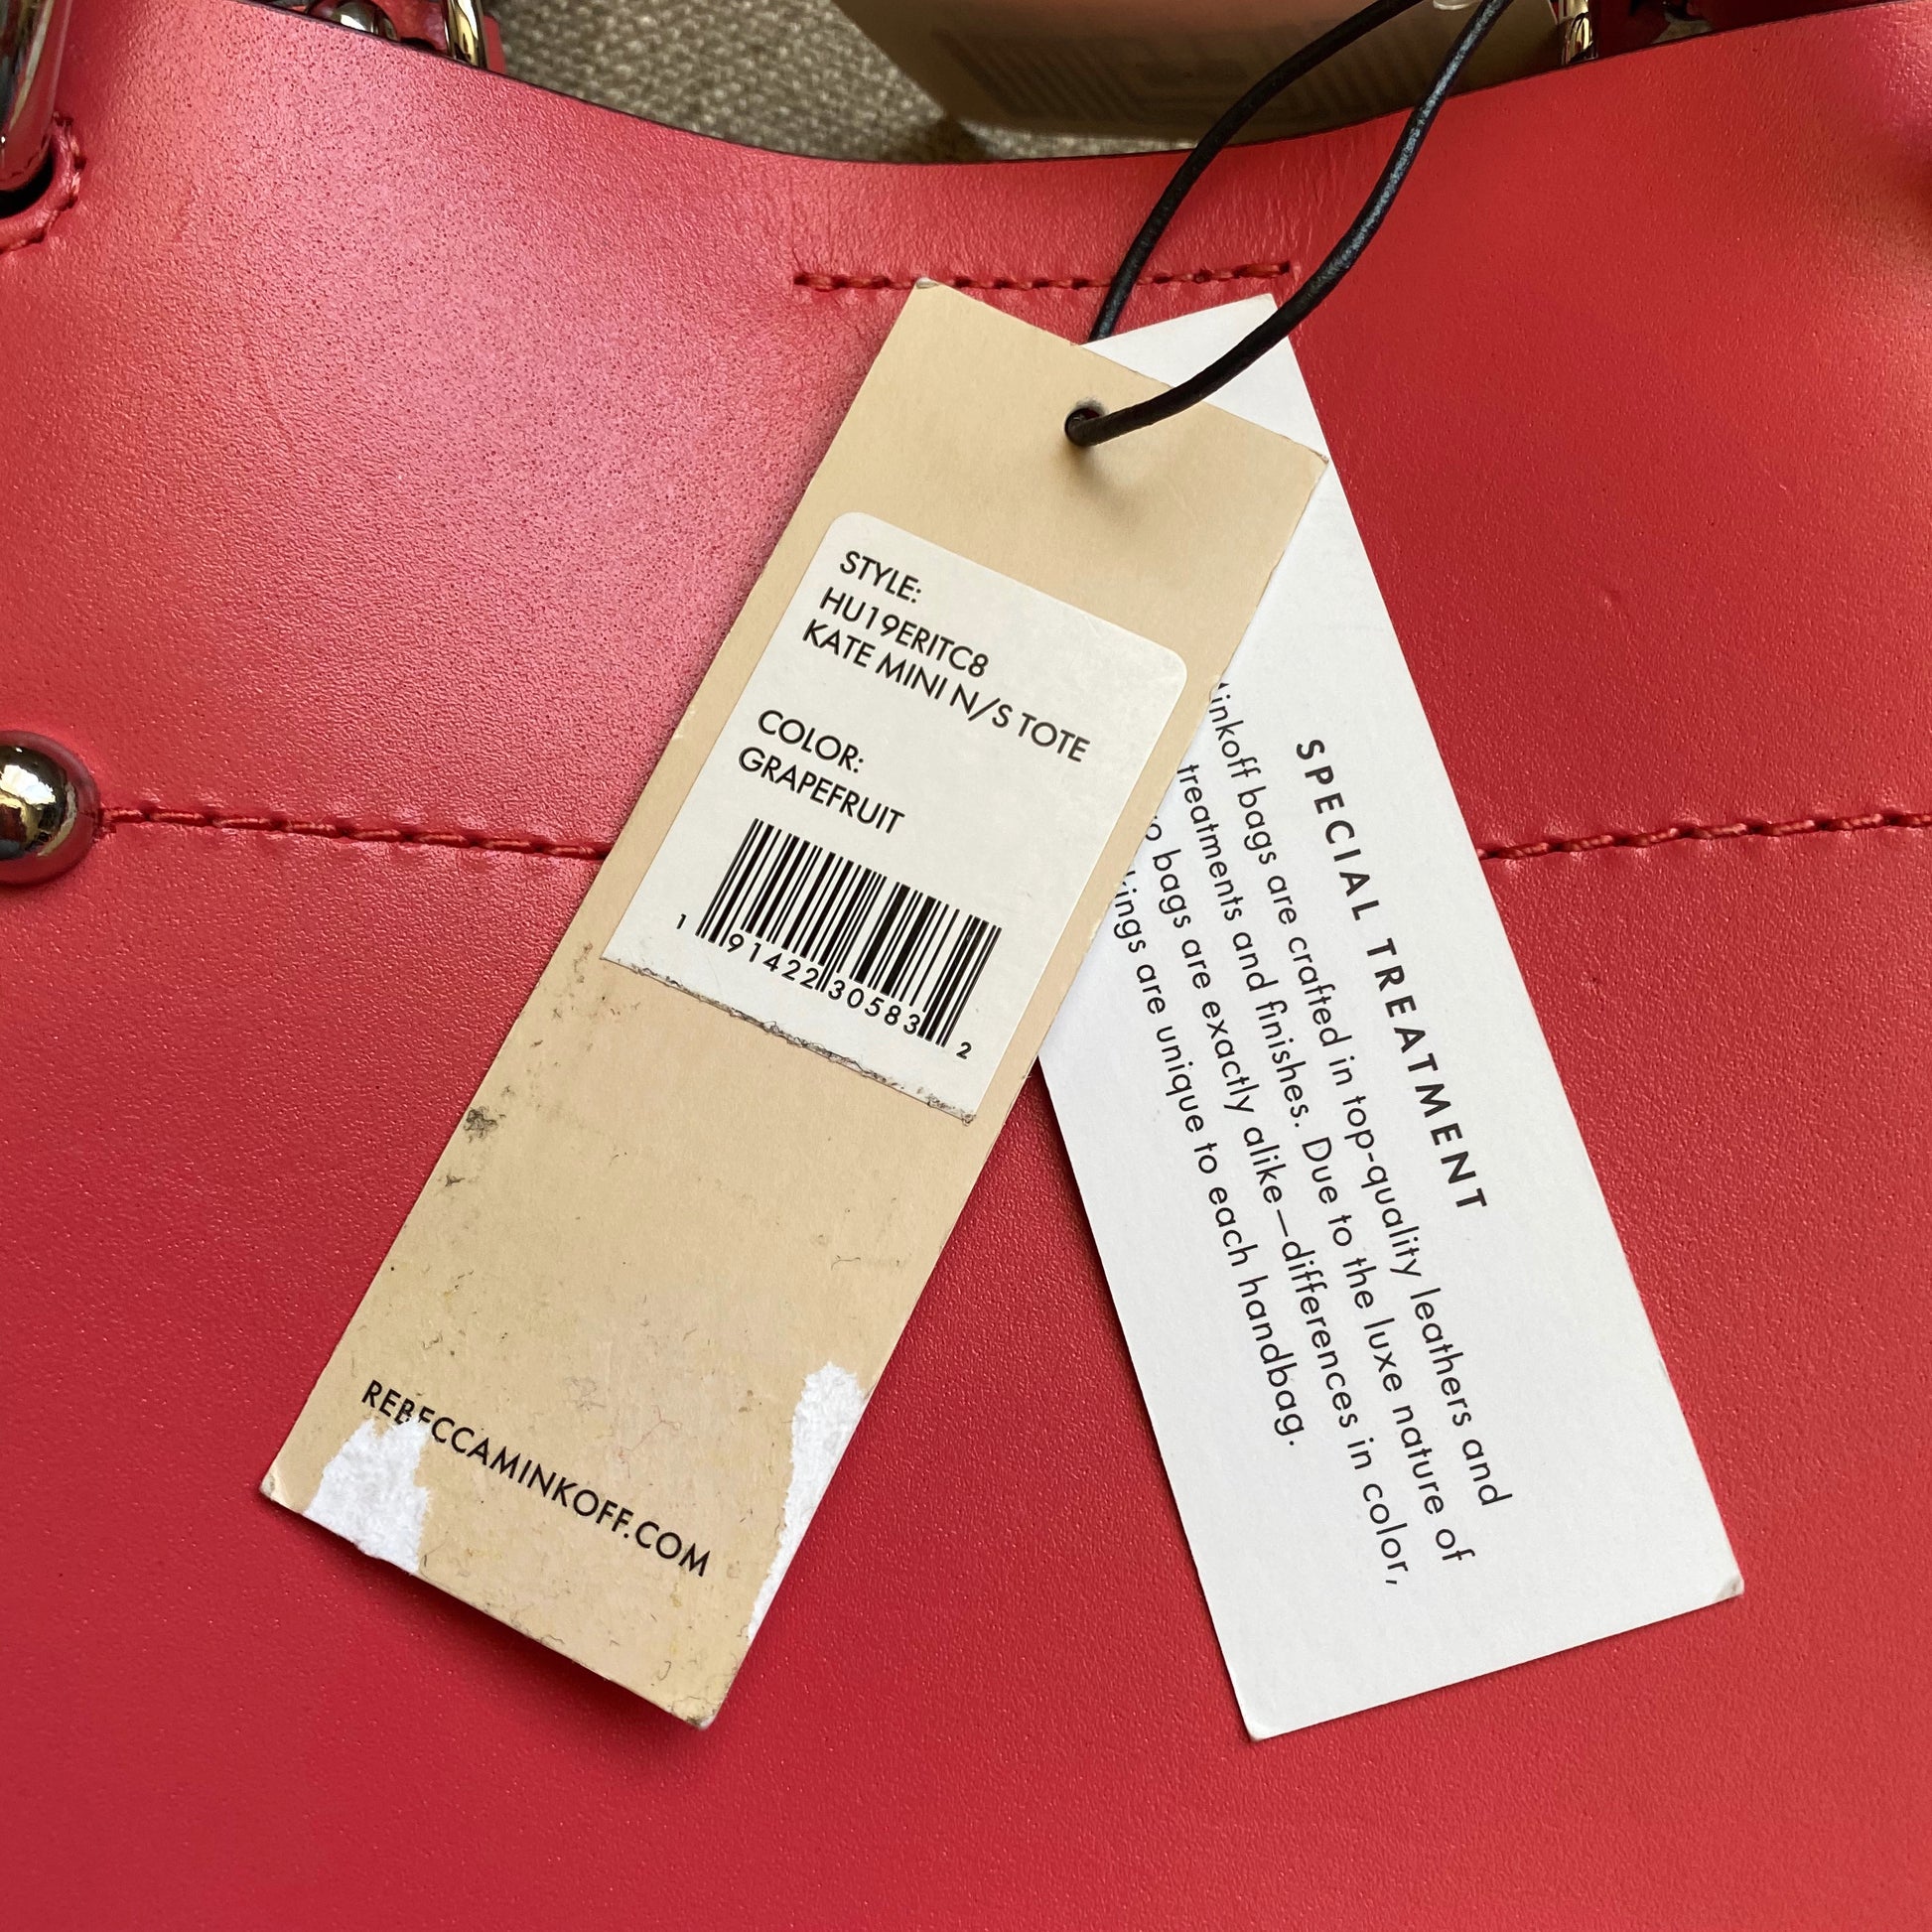 STYLE:
HU19ERITC8
KATE MINI N/S TOTE
COLOR:
GRAPEFRUIT
1 91422 30583 2
REBECCAMINKOFF.COM
SPECIAL TREATMENT
inkoff bags are crafted in top-quality leathers and
treatments and finishes. Due to the luxe nature of
bags are exactly alike—differences in color,
kings are unique to each handbag.